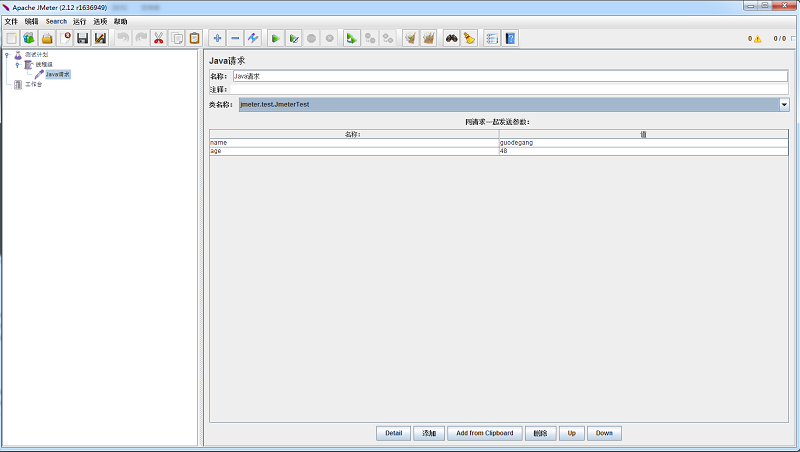 Apache JMeter (2.12 r1636949)
文件 编辑 Search 运行 选项 帮助
0 0 / 0
测试计划
线程组
Java请求
工作台
Java请求
名称: Java请求
注释:
类名称: jmeter.test.JmeterTest
同请求一起发送参数:
名称: 值
name guodegang
age 48
Detail 添加 Add from Clipboard 删除 Up Down